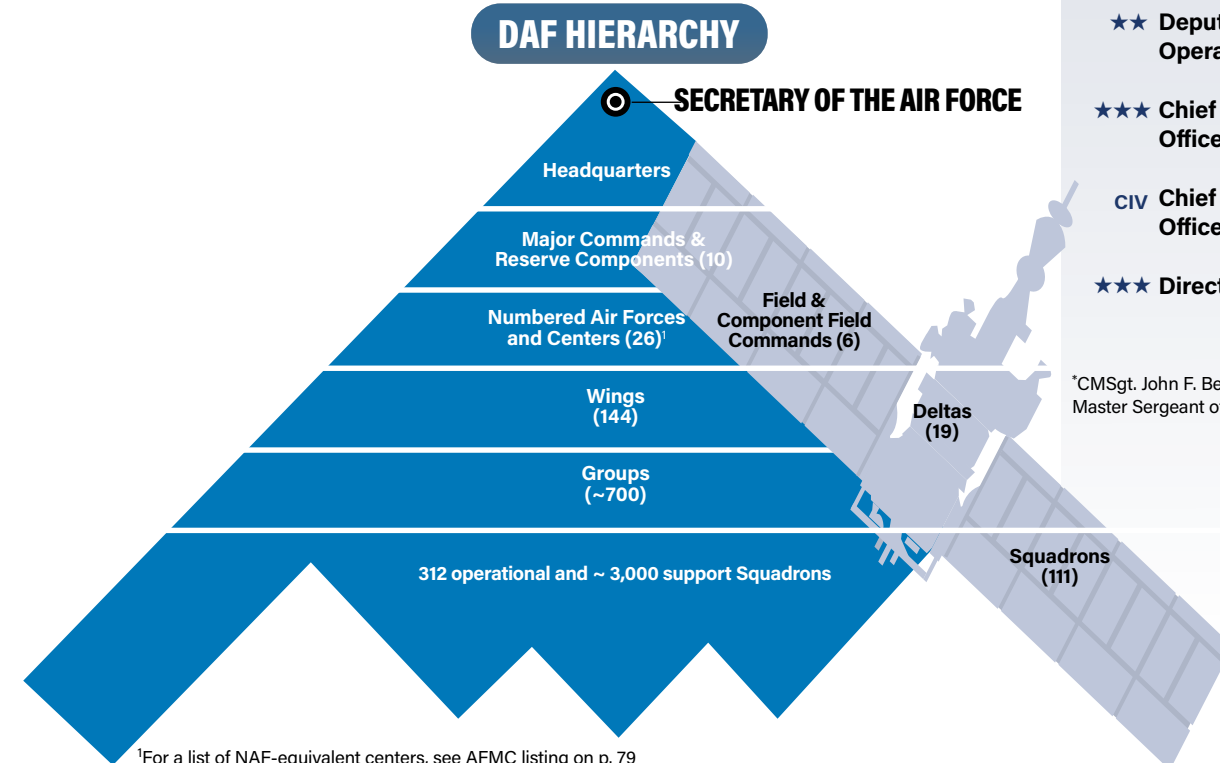 DAF HIERARCHY
SECRETARY OF THE AIR FORCE
Headquarters
Major Commands &
Reserve Components (10)
Numbered Air Forces
and Centers (26)¹
Field &
Component Field
Commands (6)
Wings
(144)
Deltas
(19)
Groups
(~700)
312 operational and ~ 3,000 support Squadrons
Squadrons
(111)
¹For a list of NAF-equivalent centers, see AFMC listing on p. 79
★★ Deput
Opera
★★★ Chief
Office
CIV Chief
Office
★★★ Direct
*CMSgt. John F. Be
Master Sergeant o